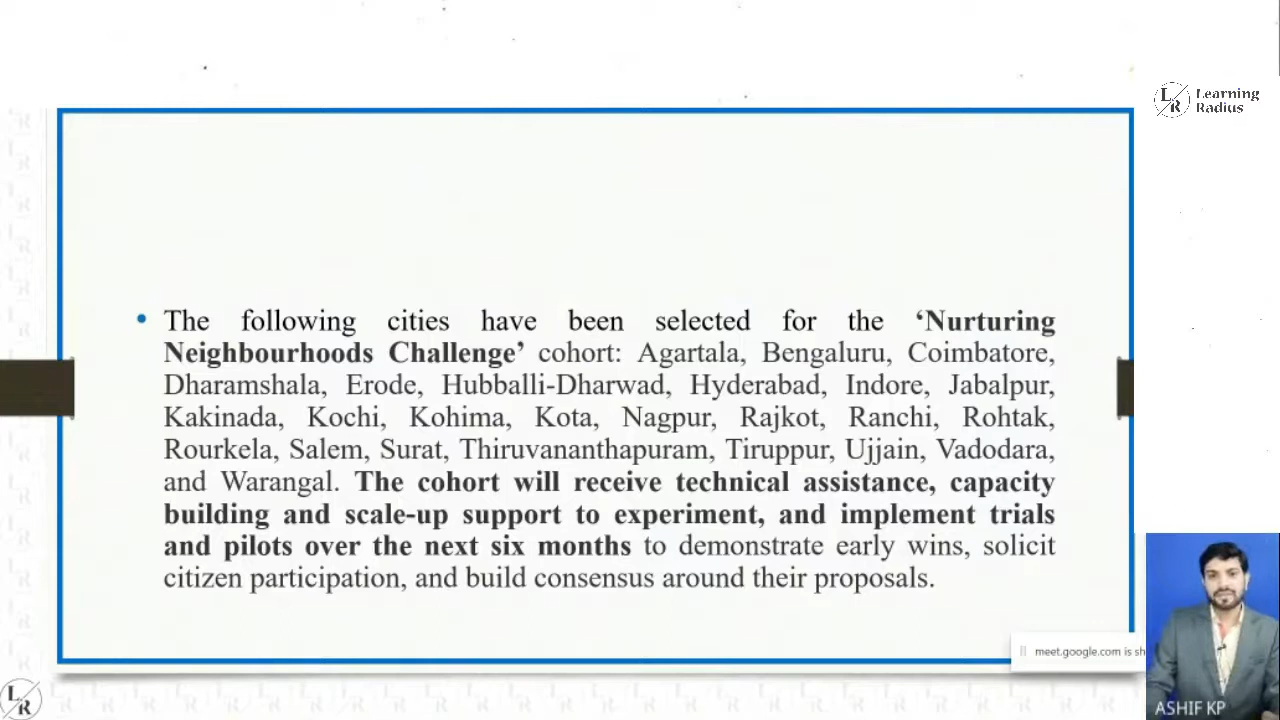 L R Learning
Radius
• The following cities have been selected for the ‘Nurturing
Neighbourhoods Challenge’ cohort: Agartala, Bengaluru, Coimbatore,
Dharamshala, Erode, Hubballi-Dharwad, Hyderabad, Indore, Jabalpur,
Kakinada, Kochi, Kohima, Kota, Nagpur, Rajkot, Ranchi, Rohtak,
Rourkela, Salem, Surat, Thiruvananthapuram, Tiruppur, Ujjain, Vadodara,
and Warangal. The cohort will receive technical assistance, capacity
building and scale-up support to experiment, and implement trials
and pilots over the next six months to demonstrate early wins, solicit
citizen participation, and build consensus around their proposals.
meet.google.com is sh
ASHIF KP
L R